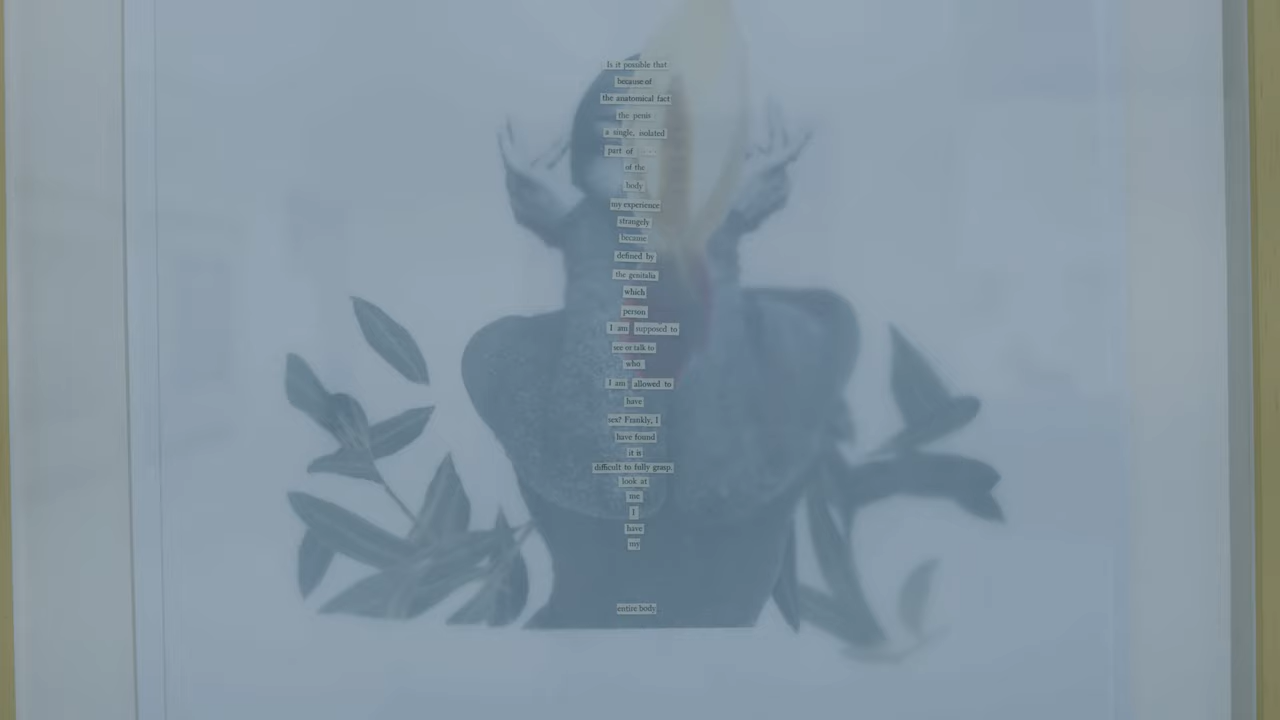 Is it possible that
because of
the anatomical fact
the penis
a single, isolated
part of
of the
body
my experience
strangely
because
defined by
the genitalia
which
person
I am supposed to
see or talk to
who
I am allowed to
have
sex? Frankly, I
have found
it is
difficult to fully grasp.
look at
me
I
have
my
entire body